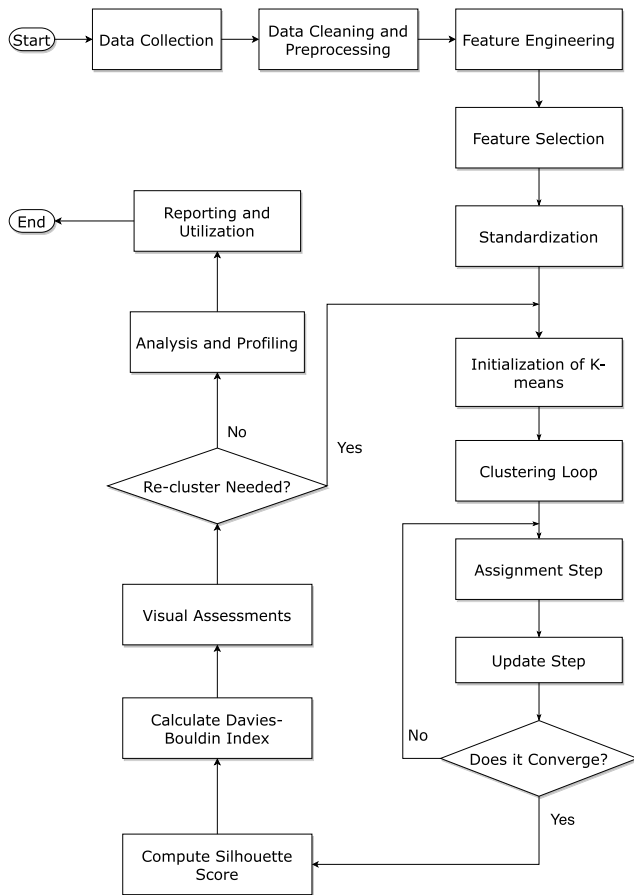 Start
Data Collection
Data Cleaning and
Preprocessing
Feature Engineering
Feature Selection
Standardization
Initialization of K-
means
Clustering Loop
Assignment Step
Update Step
Does it Converge?
No
Yes
Compute Silhouette
Score
Calculate Davies-
Bouldin Index
Visual Assessments
Re-cluster Needed?
Yes
No
Analysis and Profiling
Reporting and
Utilization
End